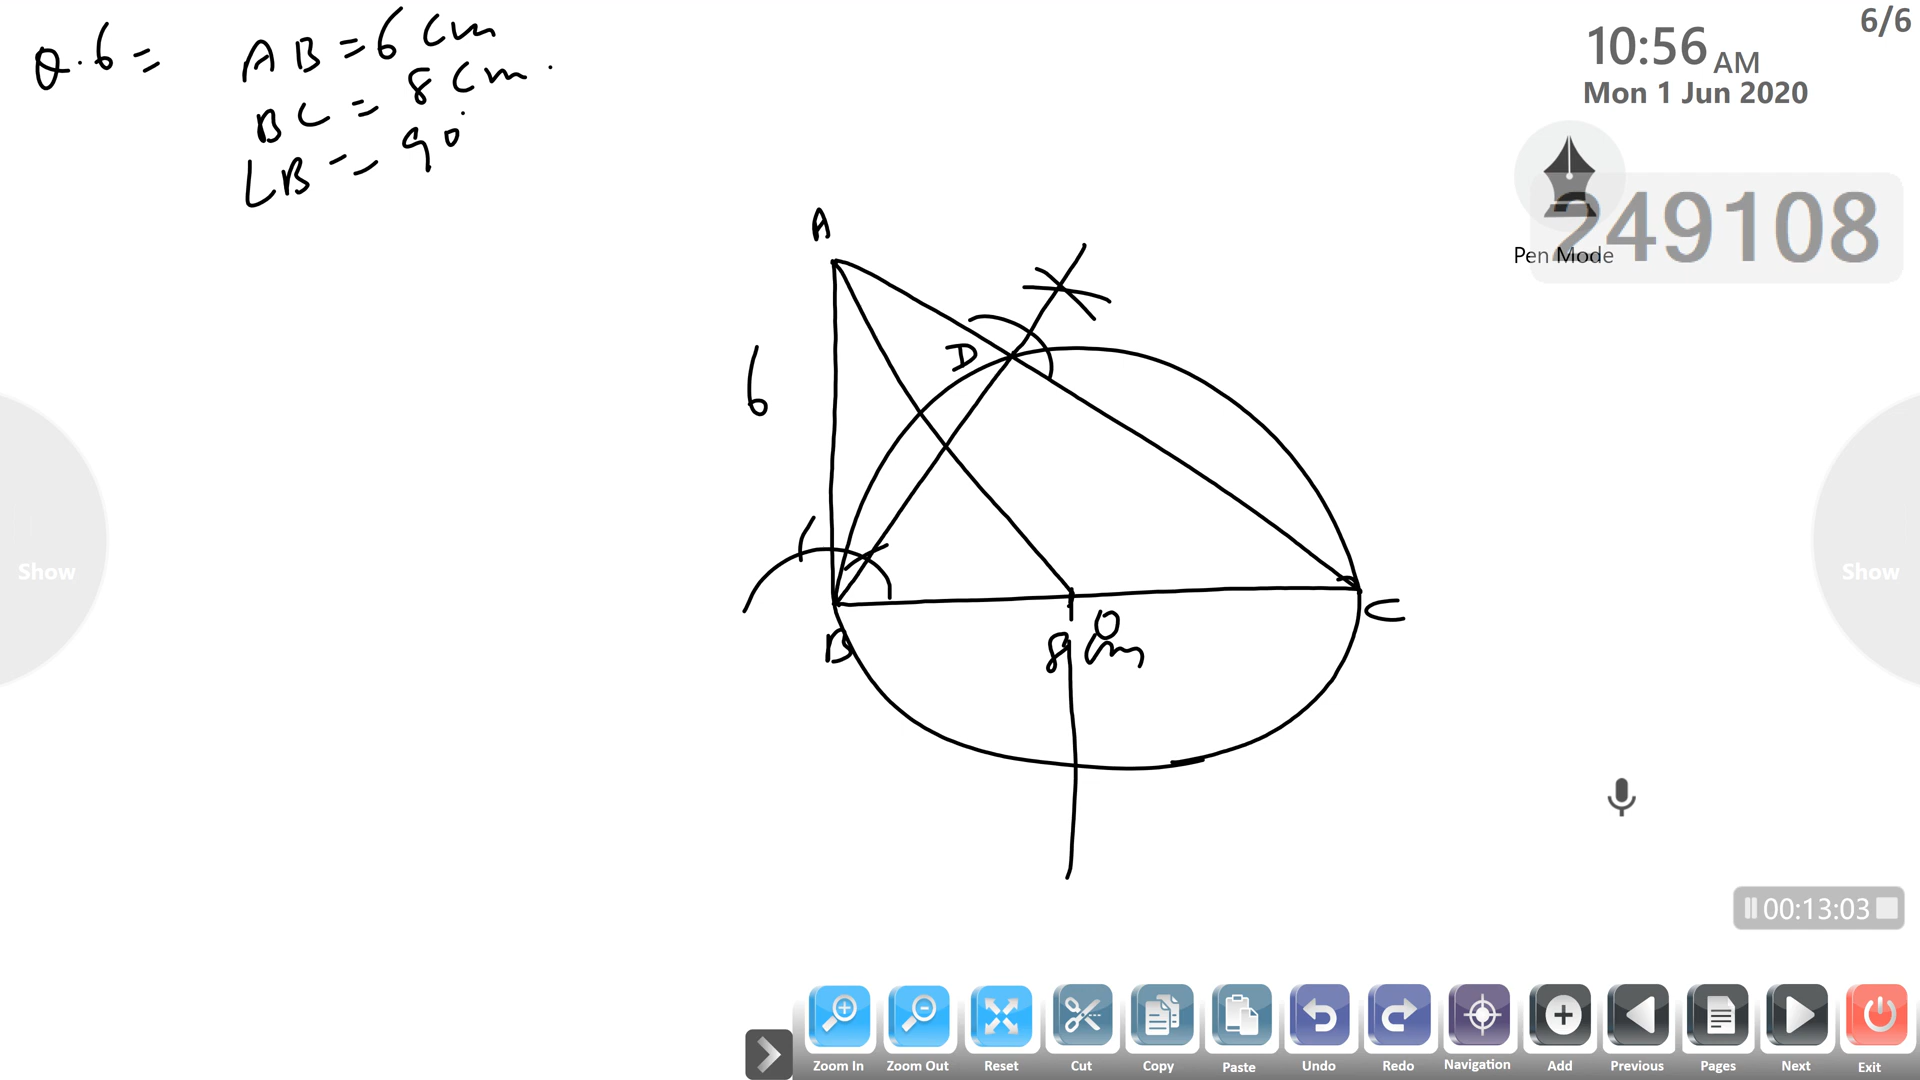 6/6
10:56 AM
Mon 1 Jun 2020
Q.6 =
AB = 6 cm
BC = 8 cm.
∠B = 90°
249108
Pen Mode
A
D
6
Show
Show
B
O
8 cm
C
00:13:03
Zoom In
Zoom Out
Reset
Cut
Copy
Paste
Undo
Redo
Navigation
Add
Previous
Pages
Next
Exit